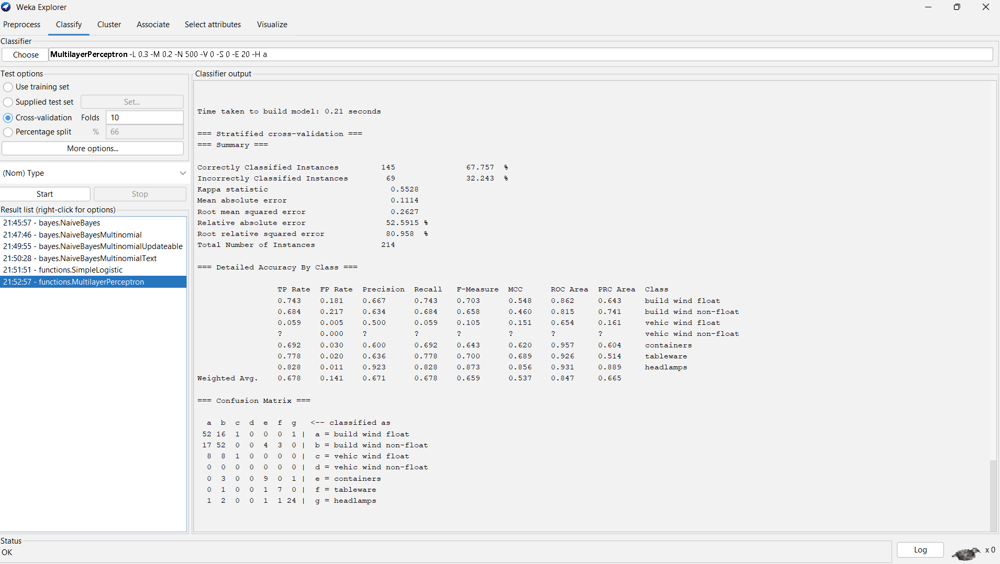 Weka Explorer
Preprocess Classify Cluster Associate Select attributes Visualize
Classifier
Choose MultilayerPerceptron -L 0.3 -M 0.2 -N 500 -V 0 -S 0 -E 20 -H a
Test options
Use training set
Supplied test set Set...
Cross-validation Folds 10
Percentage split % 66
More options...
(Nom) Type
Start Stop
Result list (right-click for options)
21:45:57 - bayes.NaiveBayes
21:47:46 - bayes.NaiveBayesMultinomial
21:49:55 - bayes.NaiveBayesMultinomialUpdateable
21:50:28 - bayes.NaiveBayesMultinomialText
21:51:51 - functions.SimpleLogistic
21:52:57 - functions.MultilayerPerceptron
Classifier output
Time taken to build model: 0.21 seconds
=== Stratified cross-validation ===
=== Summary ===
Correctly Classified Instances 145 67.757 %
Incorrectly Classified Instances 69 32.243 %
Kappa statistic 0.5528
Mean absolute error 0.1114
Root mean squared error 0.2627
Relative absolute error 52.5915 %
Root relative squared error 80.958 %
Total Number of Instances 214
=== Detailed Accuracy By Class ===
TP Rate FP Rate Precision Recall F-Measure MCC ROC Area PRC Area Class
0.743 0.181 0.667 0.743 0.703 0.548 0.862 0.643 build wind float
0.684 0.217 0.634 0.684 0.658 0.460 0.815 0.741 build wind non-float
0.059 0.005 0.500 0.059 0.105 0.151 0.654 0.161 vehic wind float
? 0.000 ? ? ? ? ? ? vehic wind non-float
0.692 0.030 0.600 0.692 0.643 0.620 0.957 0.604 containers
0.778 0.020 0.636 0.778 0.700 0.689 0.926 0.514 tableware
0.828 0.011 0.923 0.828 0.873 0.856 0.931 0.889 headlamps
Weighted Avg. 0.678 0.141 0.671 0.678 0.659 0.537 0.847 0.665
=== Confusion Matrix ===
a b c d e f g <-- classified as
52 16 1 0 0 0 1 | a = build wind float
17 52 0 0 4 3 0 | b = build wind non-float
8 8 1 0 0 0 0 | c = vehic wind float
0 0 0 0 0 0 0 | d = vehic wind non-float
0 3 0 0 9 0 1 | e = containers
0 1 0 0 1 7 0 | f = tableware
1 2 0 0 1 1 24 | g = headlamps
Status
OK
Log
x 0